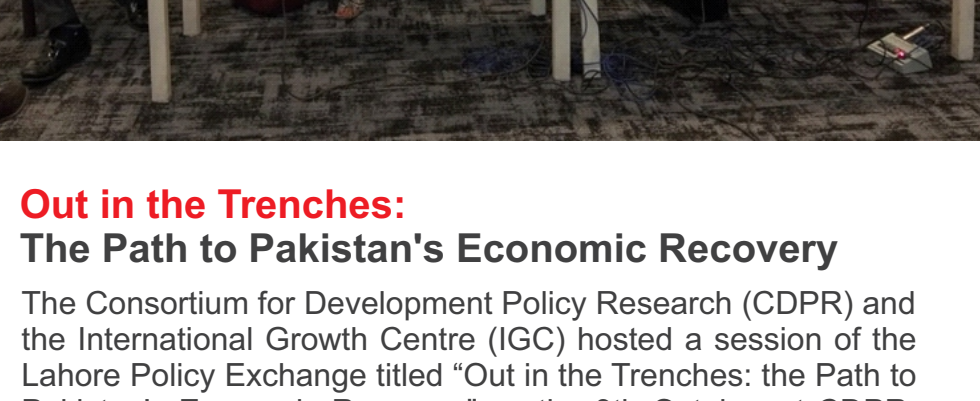 Out in the Trenches:
The Path to Pakistan's Economic Recovery
The Consortium for Development Policy Research (CDPR) and
the International Growth Centre (IGC) hosted a session of the
Lahore Policy Exchange titled “Out in the Trenches: the Path to